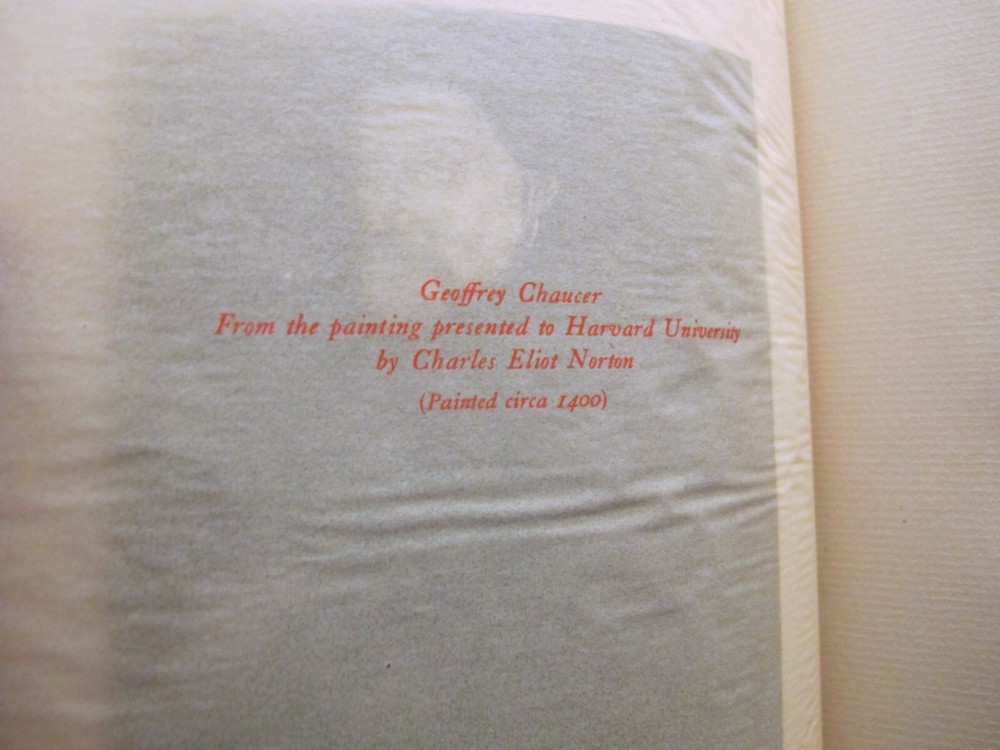 Geoffrey Chaucer
From the painting presented to Harvard University
by Charles Eliot Norton
(Painted circa 1400)